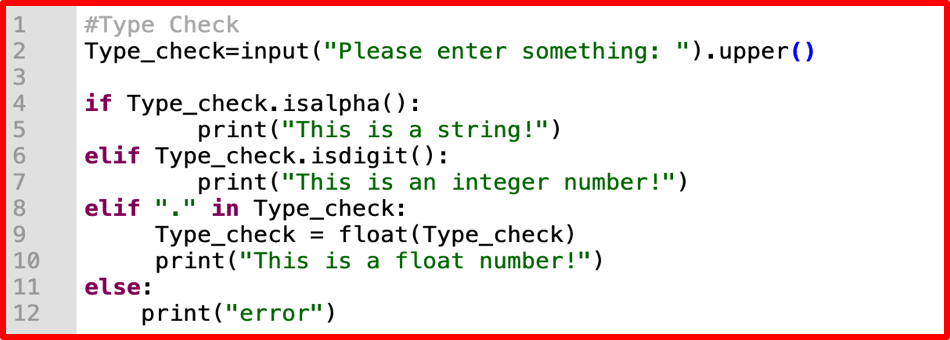 1 #Type Check
2 Type_check=input("Please enter something: ").upper()
3
4 if Type_check.isalpha():
5         print("This is a string!")
6 elif Type_check.isdigit():
7         print("This is an integer number!")
8 elif "." in Type_check:
9      Type_check = float(Type_check)
10      print("This is a float number!")
11 else:
12     print("error")